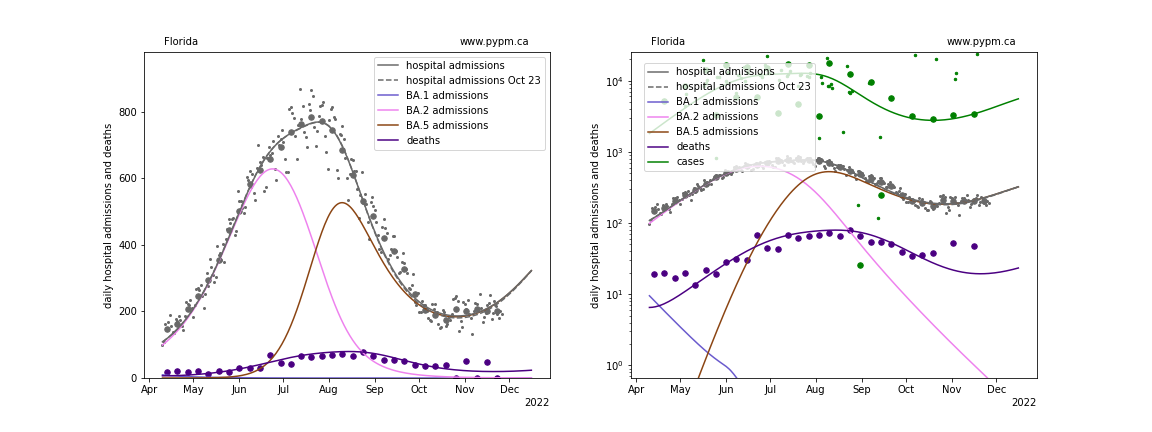 Florida www.pypm.ca
hospital admissions
hospital admissions Oct 23
BA.1 admissions
BA.2 admissions
BA.5 admissions
deaths
daily hospital admissions and deaths
800
600
400
200
0
Apr May Jun Jul Aug Sep Oct Nov Dec
2022
Florida www.pypm.ca
hospital admissions
hospital admissions Oct 23
BA.1 admissions
BA.2 admissions
BA.5 admissions
deaths
cases
daily hospital admissions and deaths
10⁴
10³
10²
10¹
10⁰
Apr May Jun Jul Aug Sep Oct Nov Dec
2022